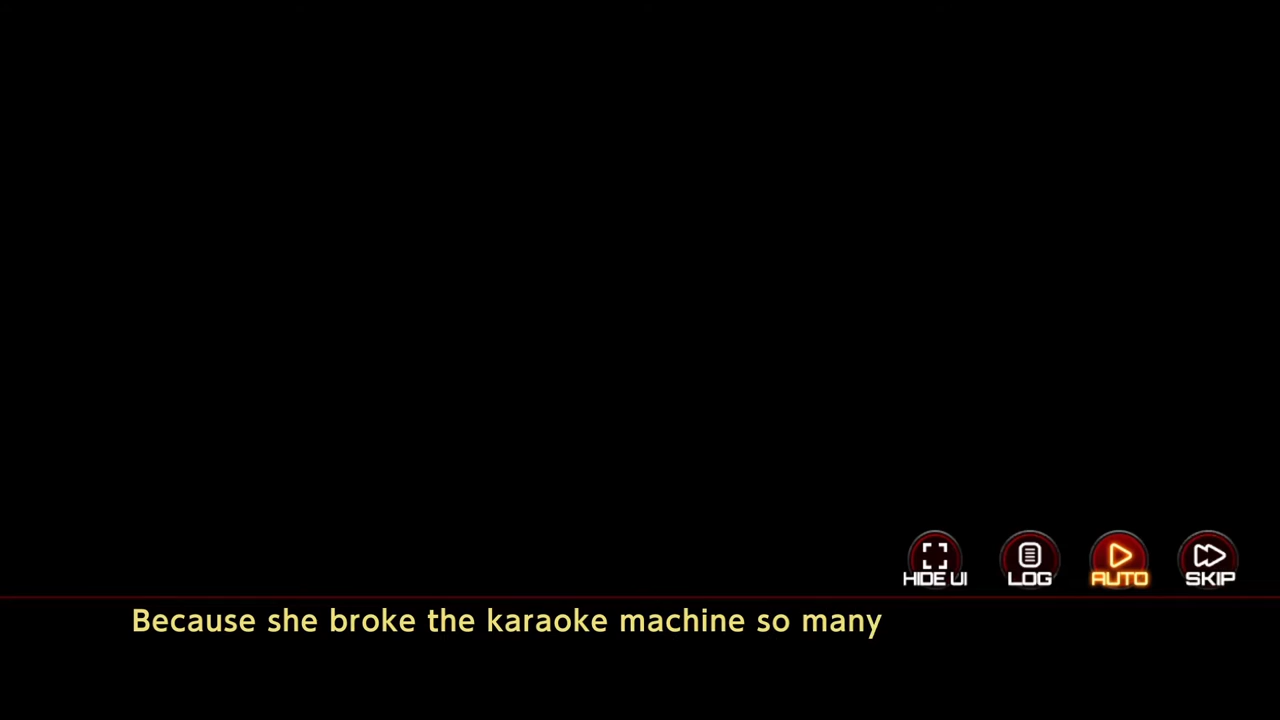 HIDE UI
LOG
AUTO
SKIP
Because she broke the karaoke machine so many